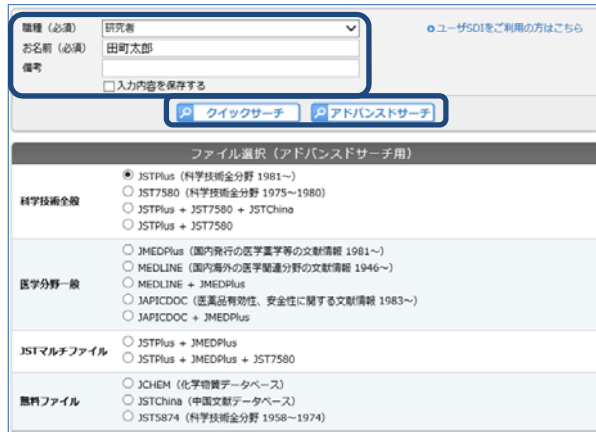 職種（必須） 研究者
ユーザSDIをご利用の方はこちら
お名前（必須） 田町太郎
備考
入力内容を保存する
クイックサーチ アドバンスドサーチ
ファイル選択（アドバンスドサーチ用）
科学技術全般
JSTPlus（科学技術全分野 1981～）
JST7580（科学技術全分野 1975～1980）
JSTPlus + JST7580 + JSTChina
JSTPlus + JST7580
医学分野一般
JMEDPlus（国内発行の医学薬学等の文献情報 1981～）
MEDLINE（国内海外の医学関連分野の文献情報 1946～）
MEDLINE + JMEDPlus
JAPICDOC（医薬品有効性、安全性に関する文献情報 1983～）
JAPICDOC + JMEDPlus
JSTマルチファイル
JSTPlus + JMEDPlus
JSTPlus + JMEDPlus + JST7580
無料ファイル
JCHEM（化学物質データベース）
JSTChina（中国文献データベース）
JST5874（科学技術全分野 1958～1974）